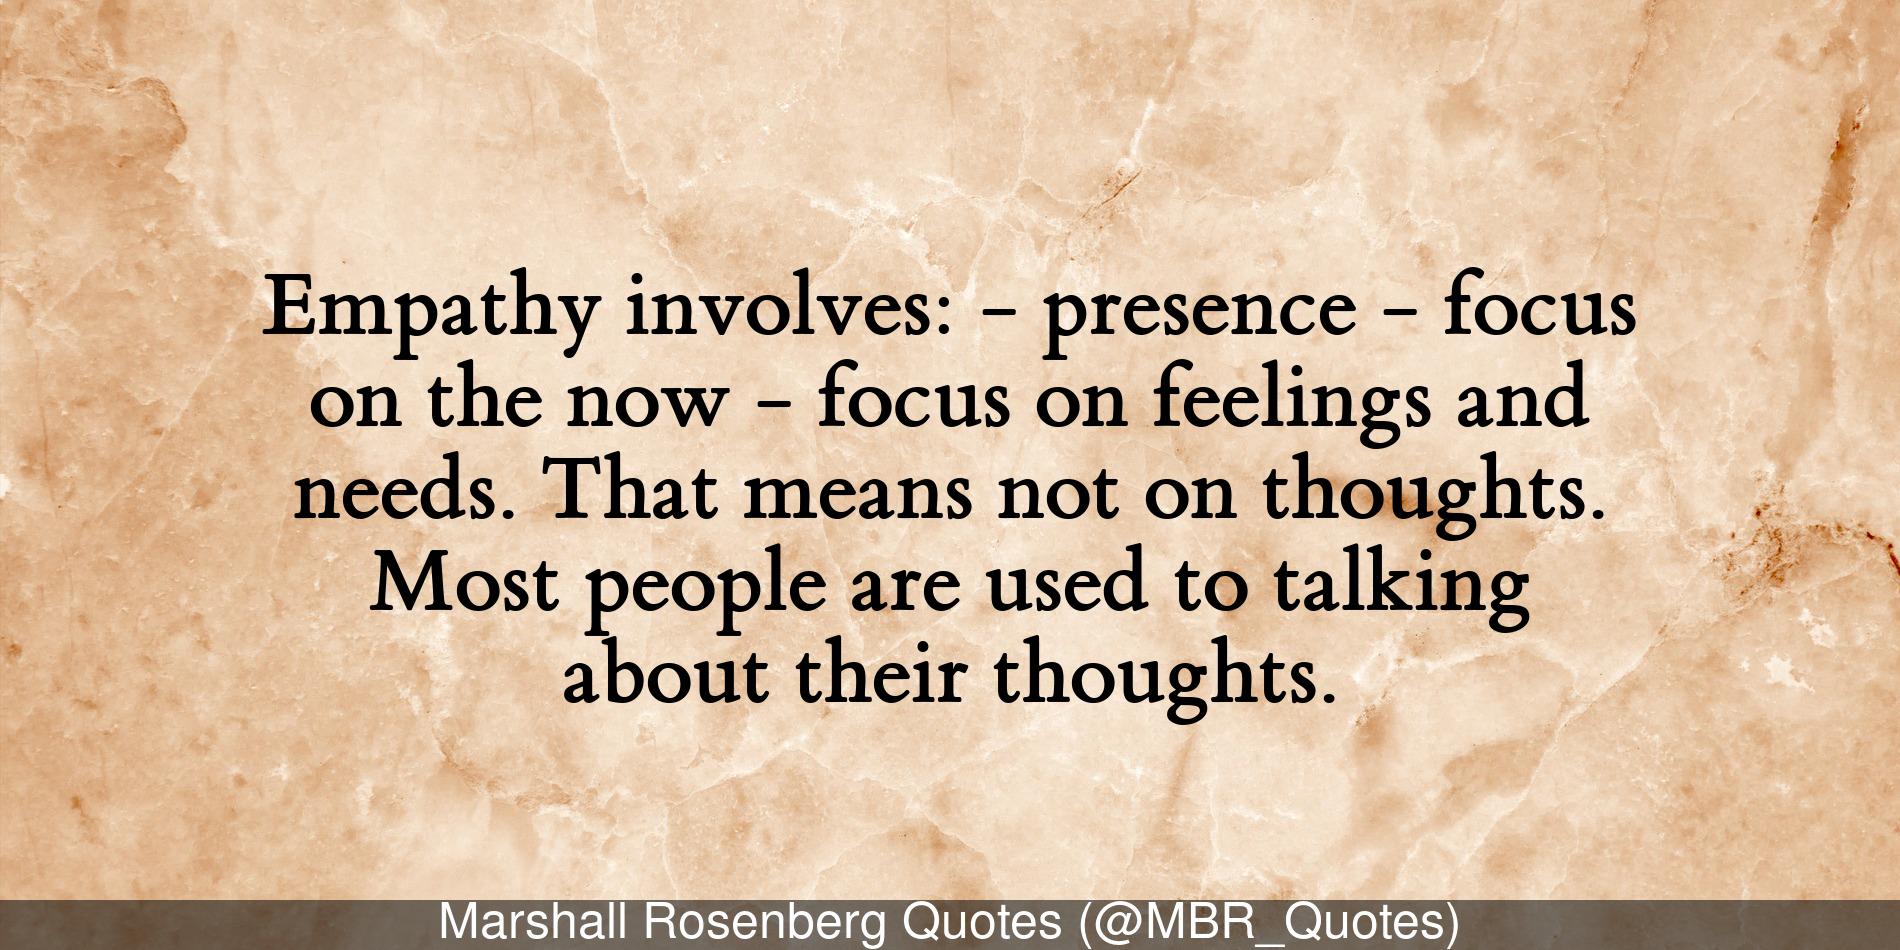 Empathy involves: – presence – focus
on the now – focus on feelings and
needs. That means not on thoughts.
Most people are used to talking
about their thoughts.
Marshall Rosenberg Quotes (@MBR_Quotes)